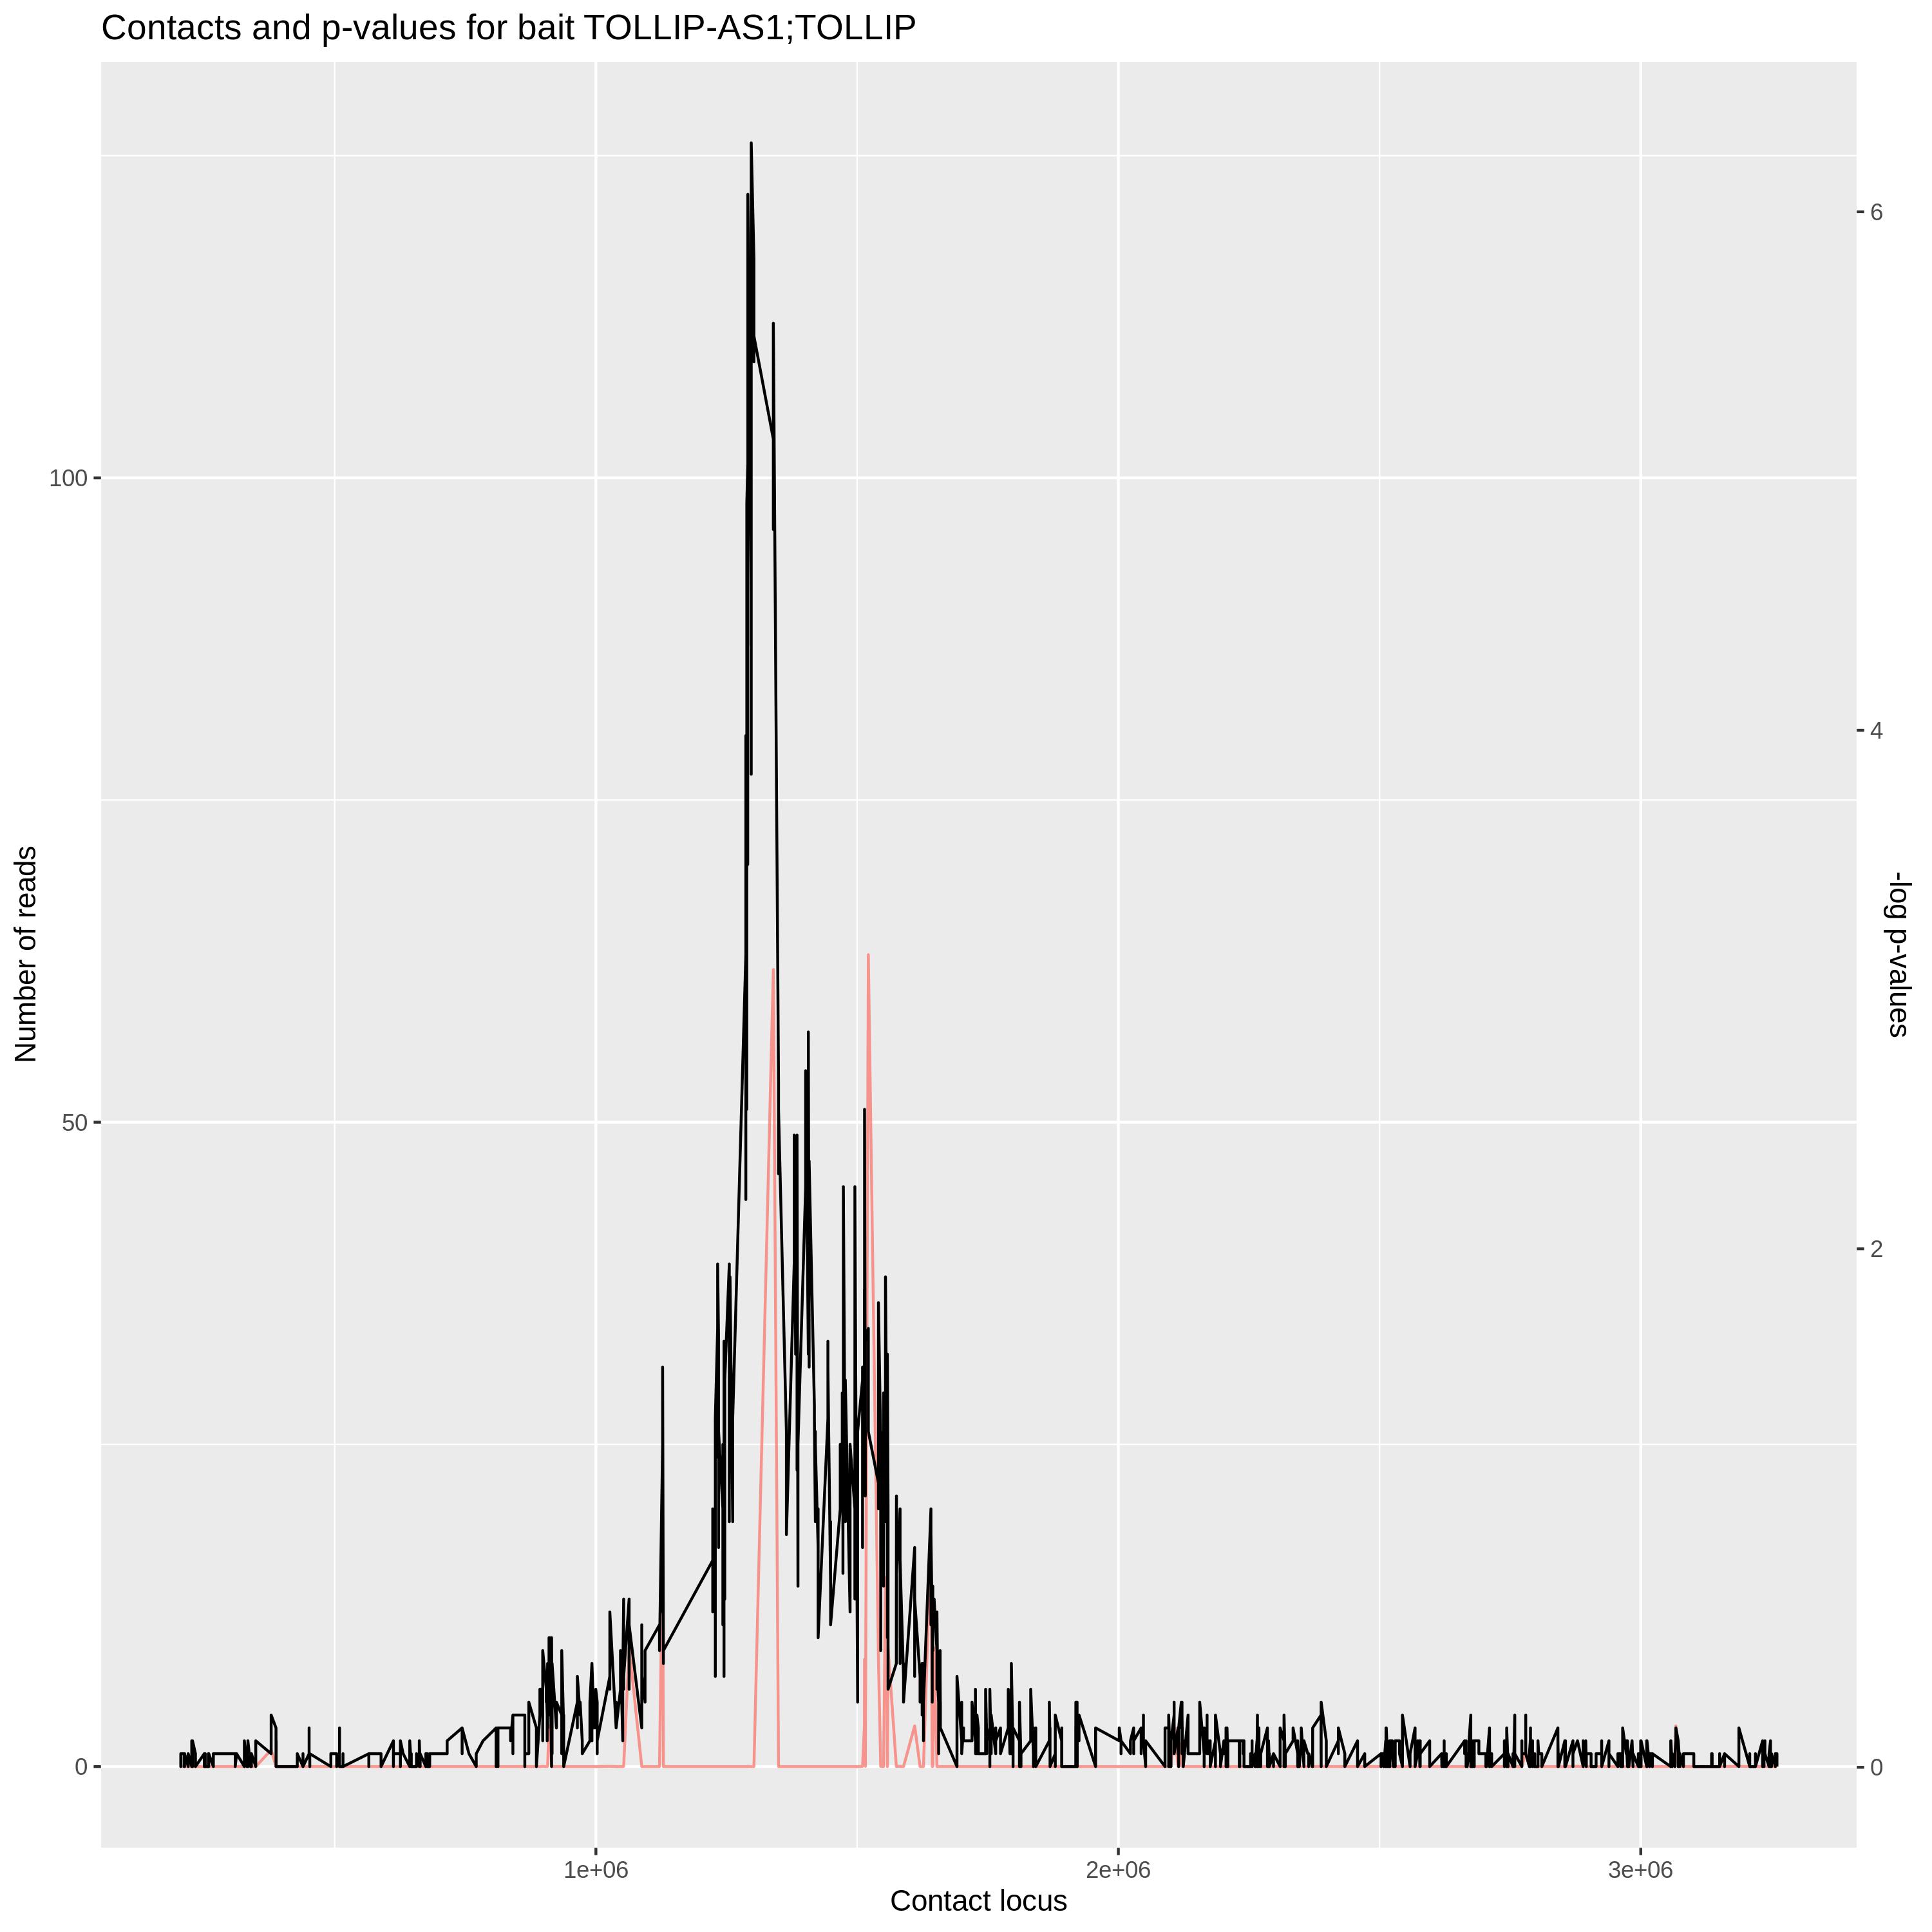 Contacts and p-values for bait TOLLIP-AS1;TOLLIP
Number of reads
100
50
0
6
4
2
0
-log p-values
1e+06
2e+06
3e+06
Contact locus